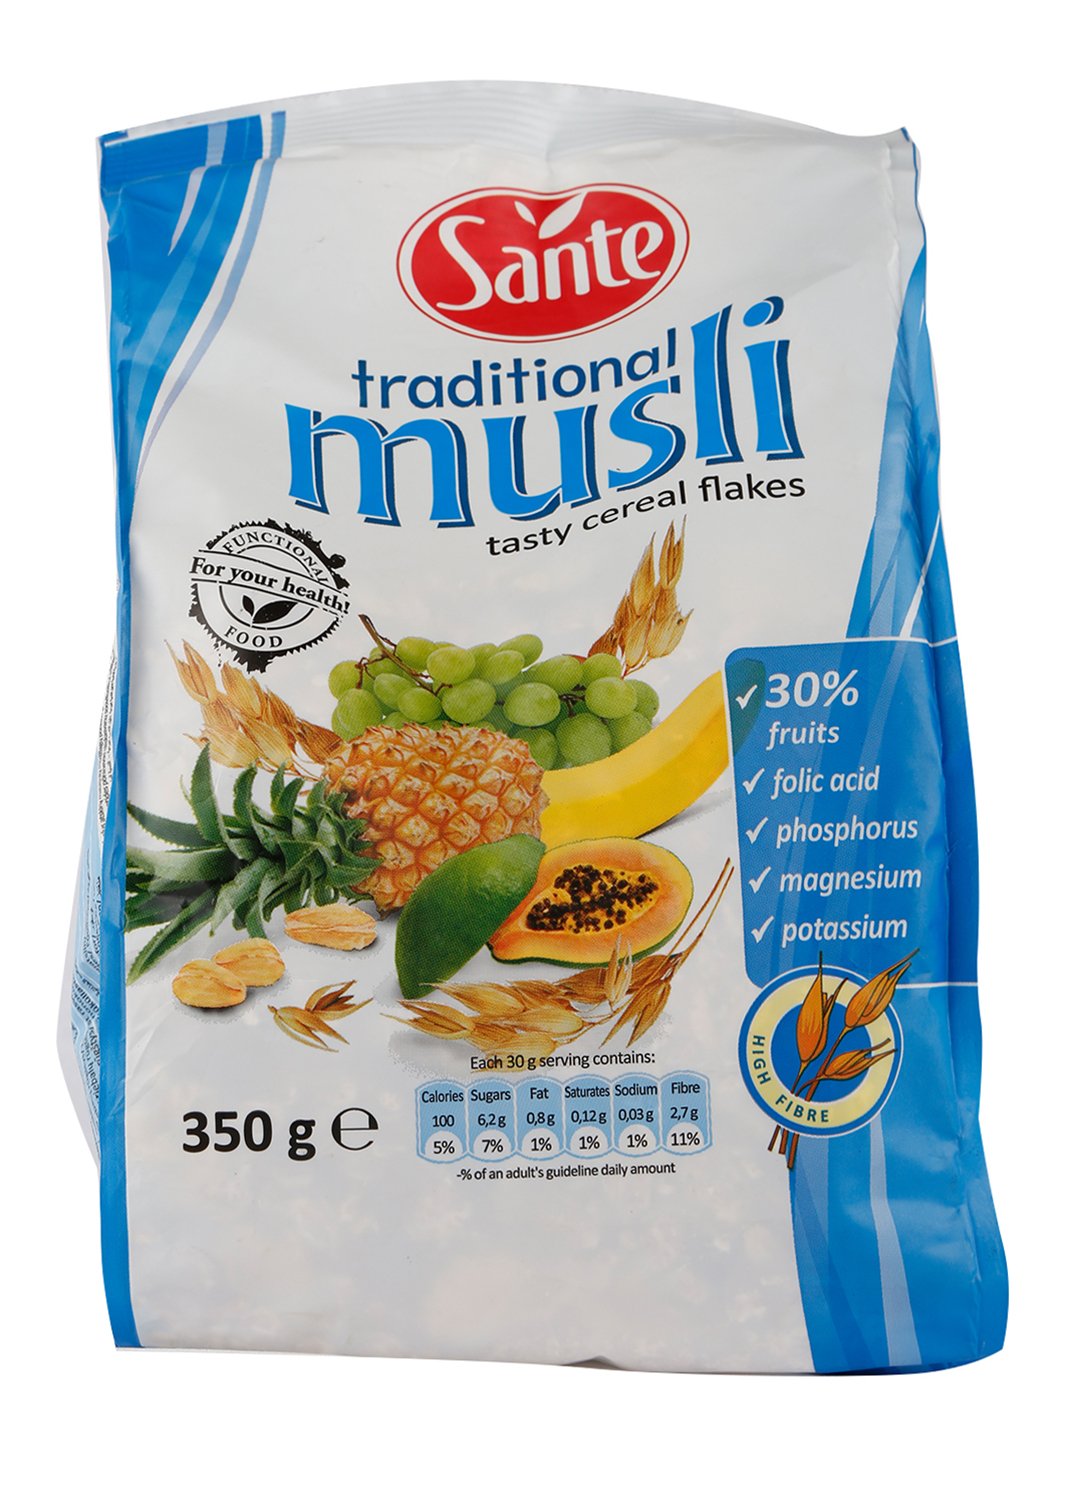 Sante
traditional
musli
tasty cereal flakes
FUNCTIONAL
For your health!
FOOD
30%
fruits
folic acid
phosphorus
magnesium
potassium
HIGH FIBRE
Each 30 g serving contains:
Calories Sugars Fat Saturates Sodium Fibre
100 6,2 g 0,8 g 0,12 g 0,03 g 2,7 g
5% 7% 1% 1% 1% 11%
-% of an adult's guideline daily amount
350 g ℮